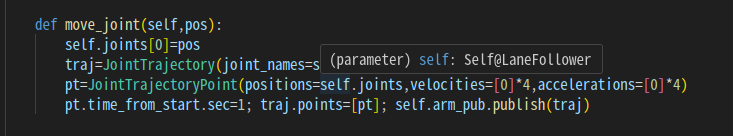 def move_joint(self,pos):
self.joints[0]=pos
traj=JointTrajectory(joint_names=s
(parameter) self: Self@LaneFollower
pt=JointTrajectoryPoint(positions=self.joints,velocities=[0]*4,accelerations=[0]*4)
pt.time_from_start.sec=1; traj.points=[pt]; self.arm_pub.publish(traj)